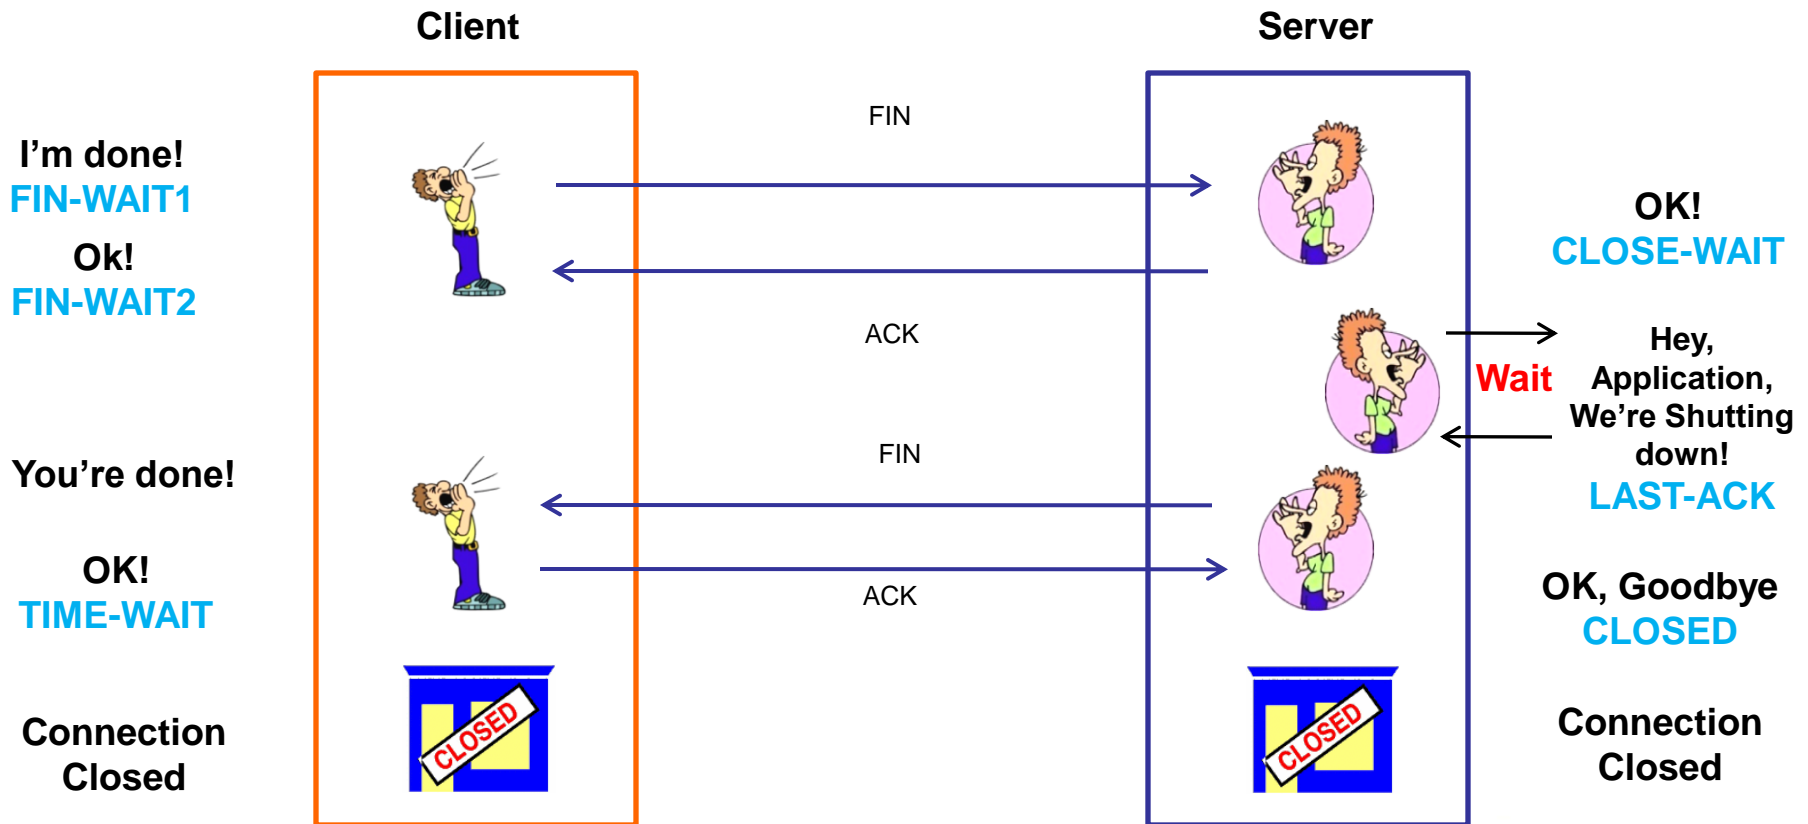 Client
Server
FIN
I'm done!
FIN-WAIT1
OK!
CLOSE-WAIT
Ok!
FIN-WAIT2
ACK
Wait
Hey,
Application,
We're Shutting
down!
LAST-ACK
FIN
You're done!
OK!
TIME-WAIT
ACK
OK, Goodbye
CLOSED
CLOSED
CLOSED
Connection
Closed
Connection
Closed